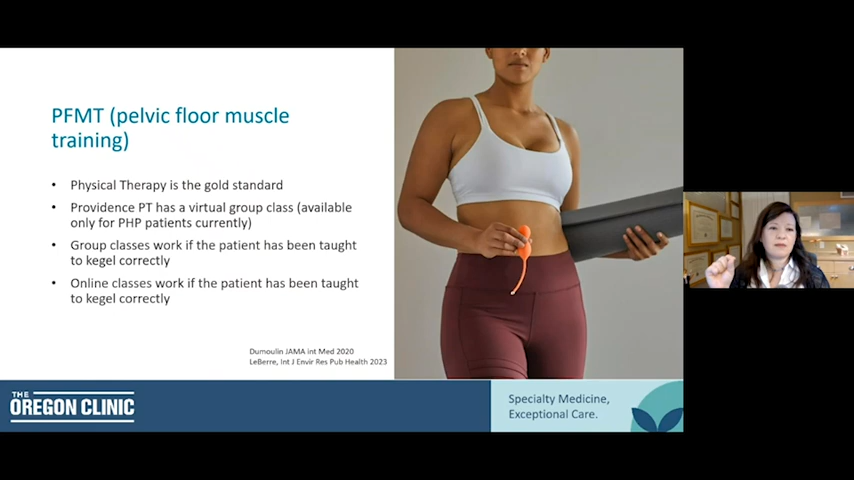 PFMT (pelvic floor muscle
training)
• Physical Therapy is the gold standard
• Providence PT has a virtual group class (available
only for PHP patients currently)
• Group classes work if the patient has been taught
to kegel correctly
• Online classes work if the patient has been taught
to kegel correctly
Dumoulin JAMA int Med 2020
LeBerre, Int J Envir Res Pub Health 2023
THE
OREGON CLINIC
Specialty Medicine,
Exceptional Care.